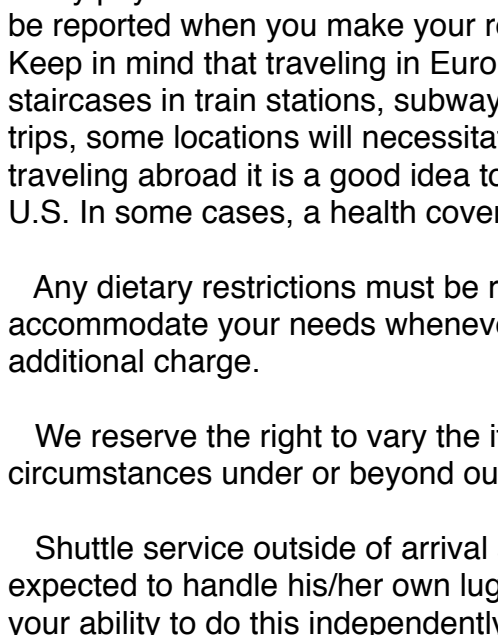 be reported when you make your re
Keep in mind that traveling in Euro
staircases in train stations, subway
trips, some locations will necessita
traveling abroad it is a good idea to
U.S. In some cases, a health cover
Any dietary restrictions must be r
accommodate your needs wheneve
additional charge.
We reserve the right to vary the it
circumstances under or beyond ou
Shuttle service outside of arrival
expected to handle his/her own lug
your ability to do this independently